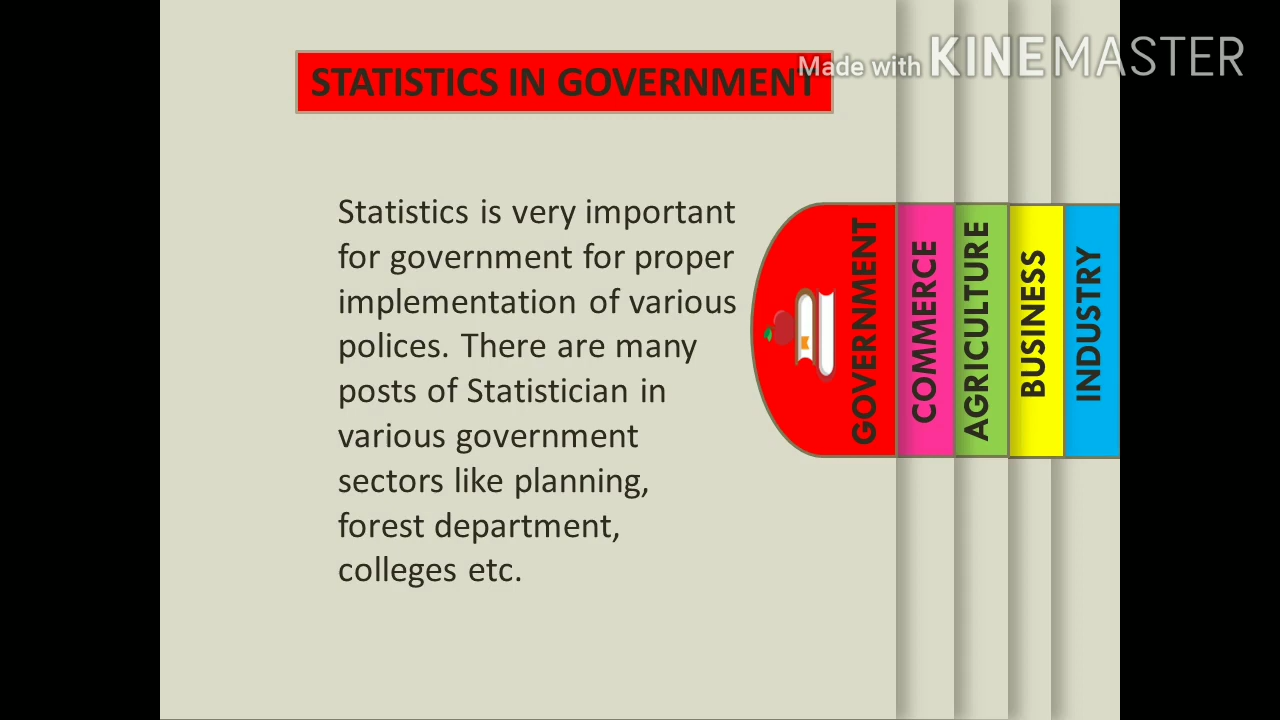 STATISTICS IN GOVERNMENT
Made with KINEMASTER
Statistics is very important
for government for proper
implementation of various
polices. There are many
posts of Statistician in
various government
sectors like planning,
forest department,
colleges etc.
GOVERNMENT
COMMERCE
AGRICULTURE
BUSINESS
INDUSTRY